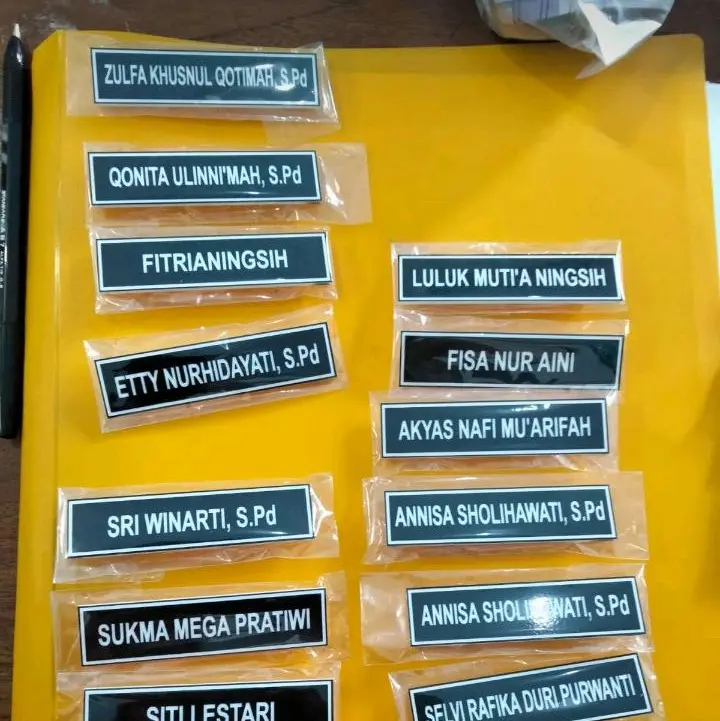 ZULFA KHUSNUL QOTIMAH, S.Pd
QONITA ULINNI'MAH, S.Pd
FITRIANINGSIH
ETTY NURHIDAYATI, S.Pd
SRI WINARTI, S.Pd
SUKMA MEGA PRATIWI
SITI LESTARI
LULUK MUTI'A NINGSIH
FISA NUR AINI
AKYAS NAFI MU'ARIFAH
ANNISA SHOLIHAWATI, S.Pd
ANNISA SHOLIHAWATI, S.Pd
SELVI RAFIKA DURI PURWANTI